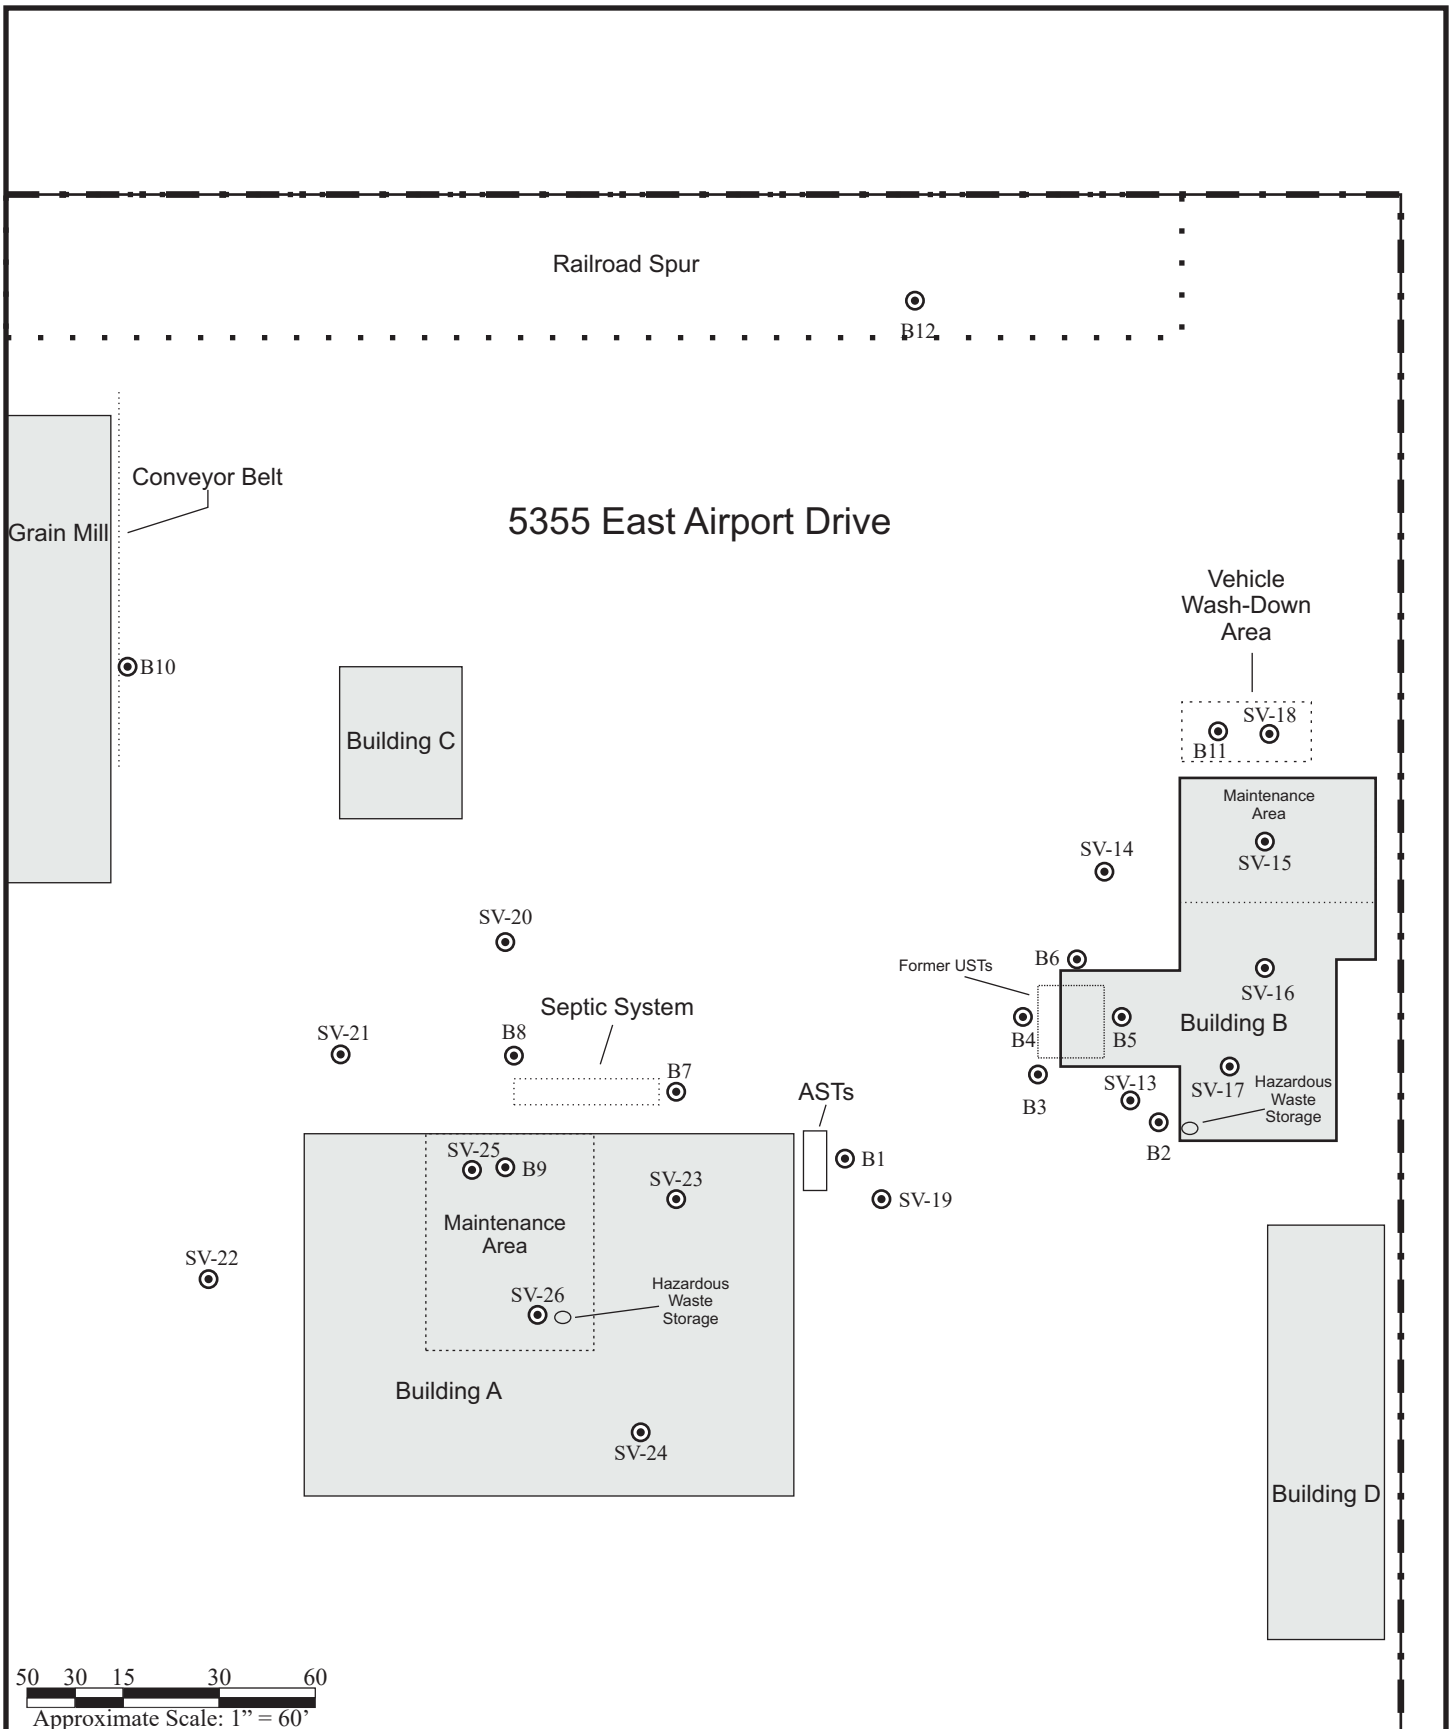 Railroad Spur
B12
Conveyor Belt
Grain Mill
5355 East Airport Drive
Vehicle
Wash-Down
Area
B10
SV-18
B11
Building C
Maintenance
Area
SV-15
SV-14
SV-20
B6
Former USTs
SV-16
Septic System
Building B
SV-21
B8
B4
B5
B7
SV-13
SV-17
Hazardous
Waste
Storage
ASTs
B3
B2
SV-25
B9
B1
SV-23
SV-19
Maintenance
Area
SV-22
SV-26
Hazardous
Waste
Storage
Building A
SV-24
Building D
50 30 15 30 60
Approximate Scale: 1” = 60’